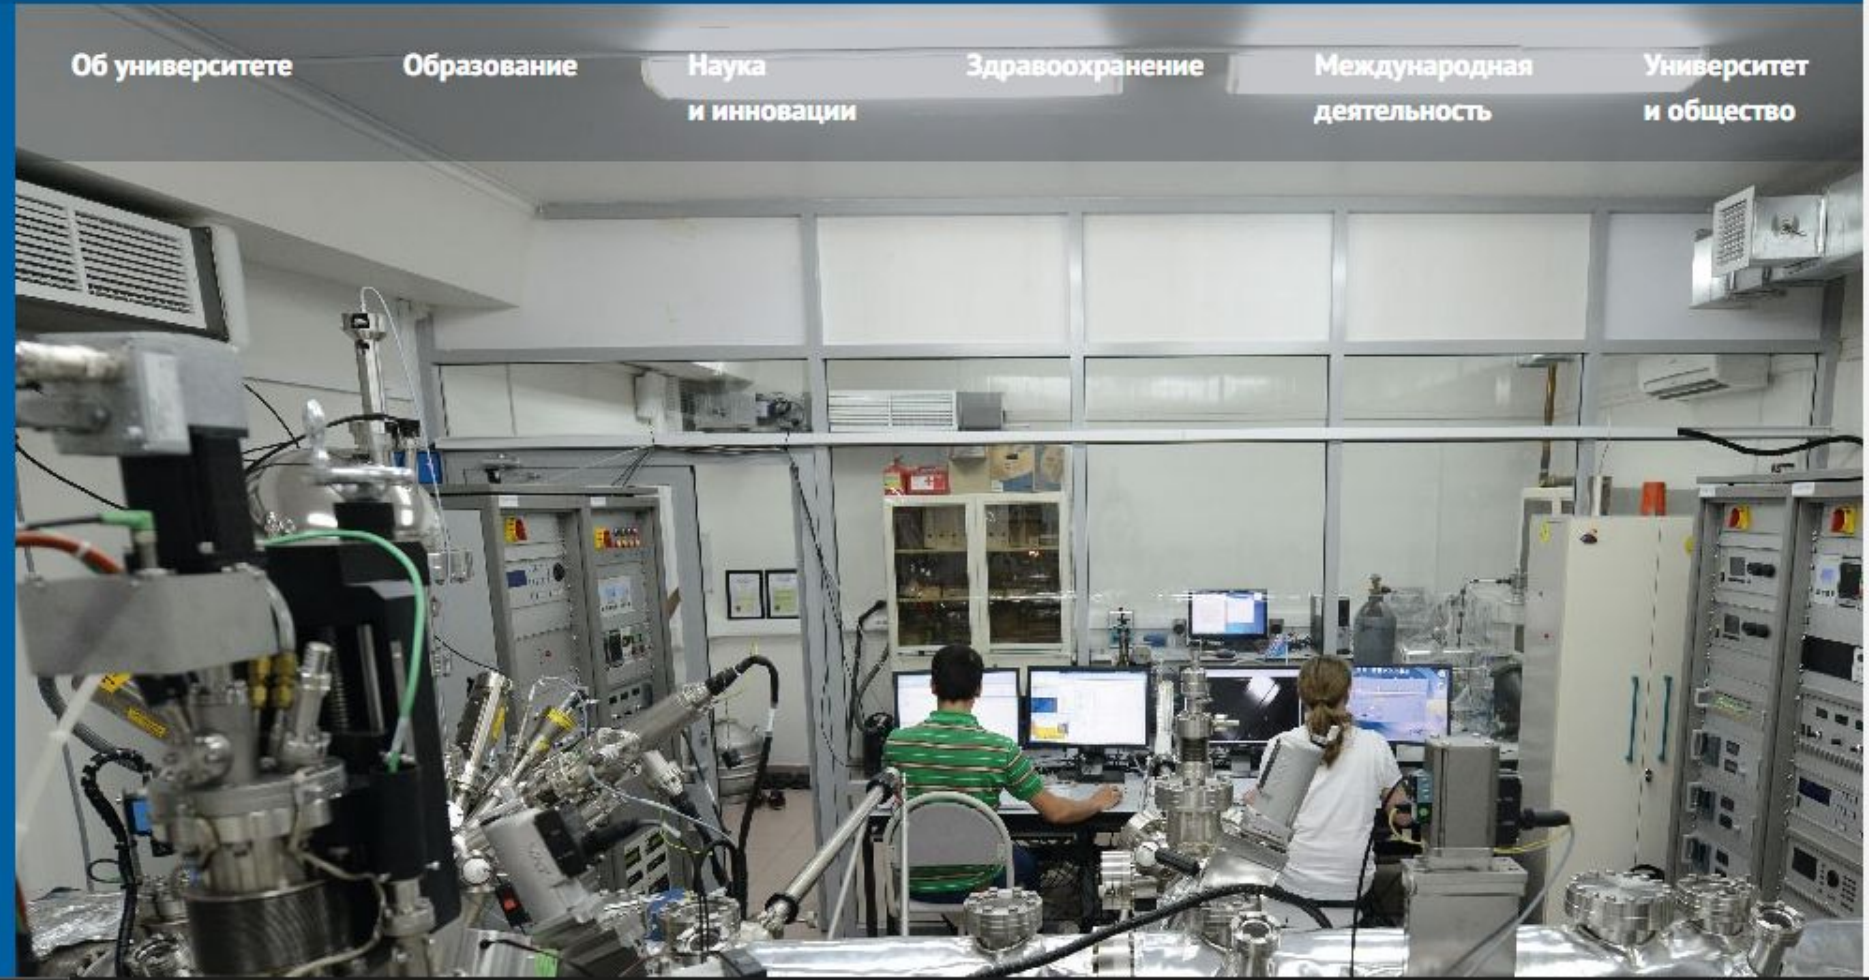 Об университете
Образование
Наука
и инновации
Здравоохранение
Международная
деятельность
Университет
и общество